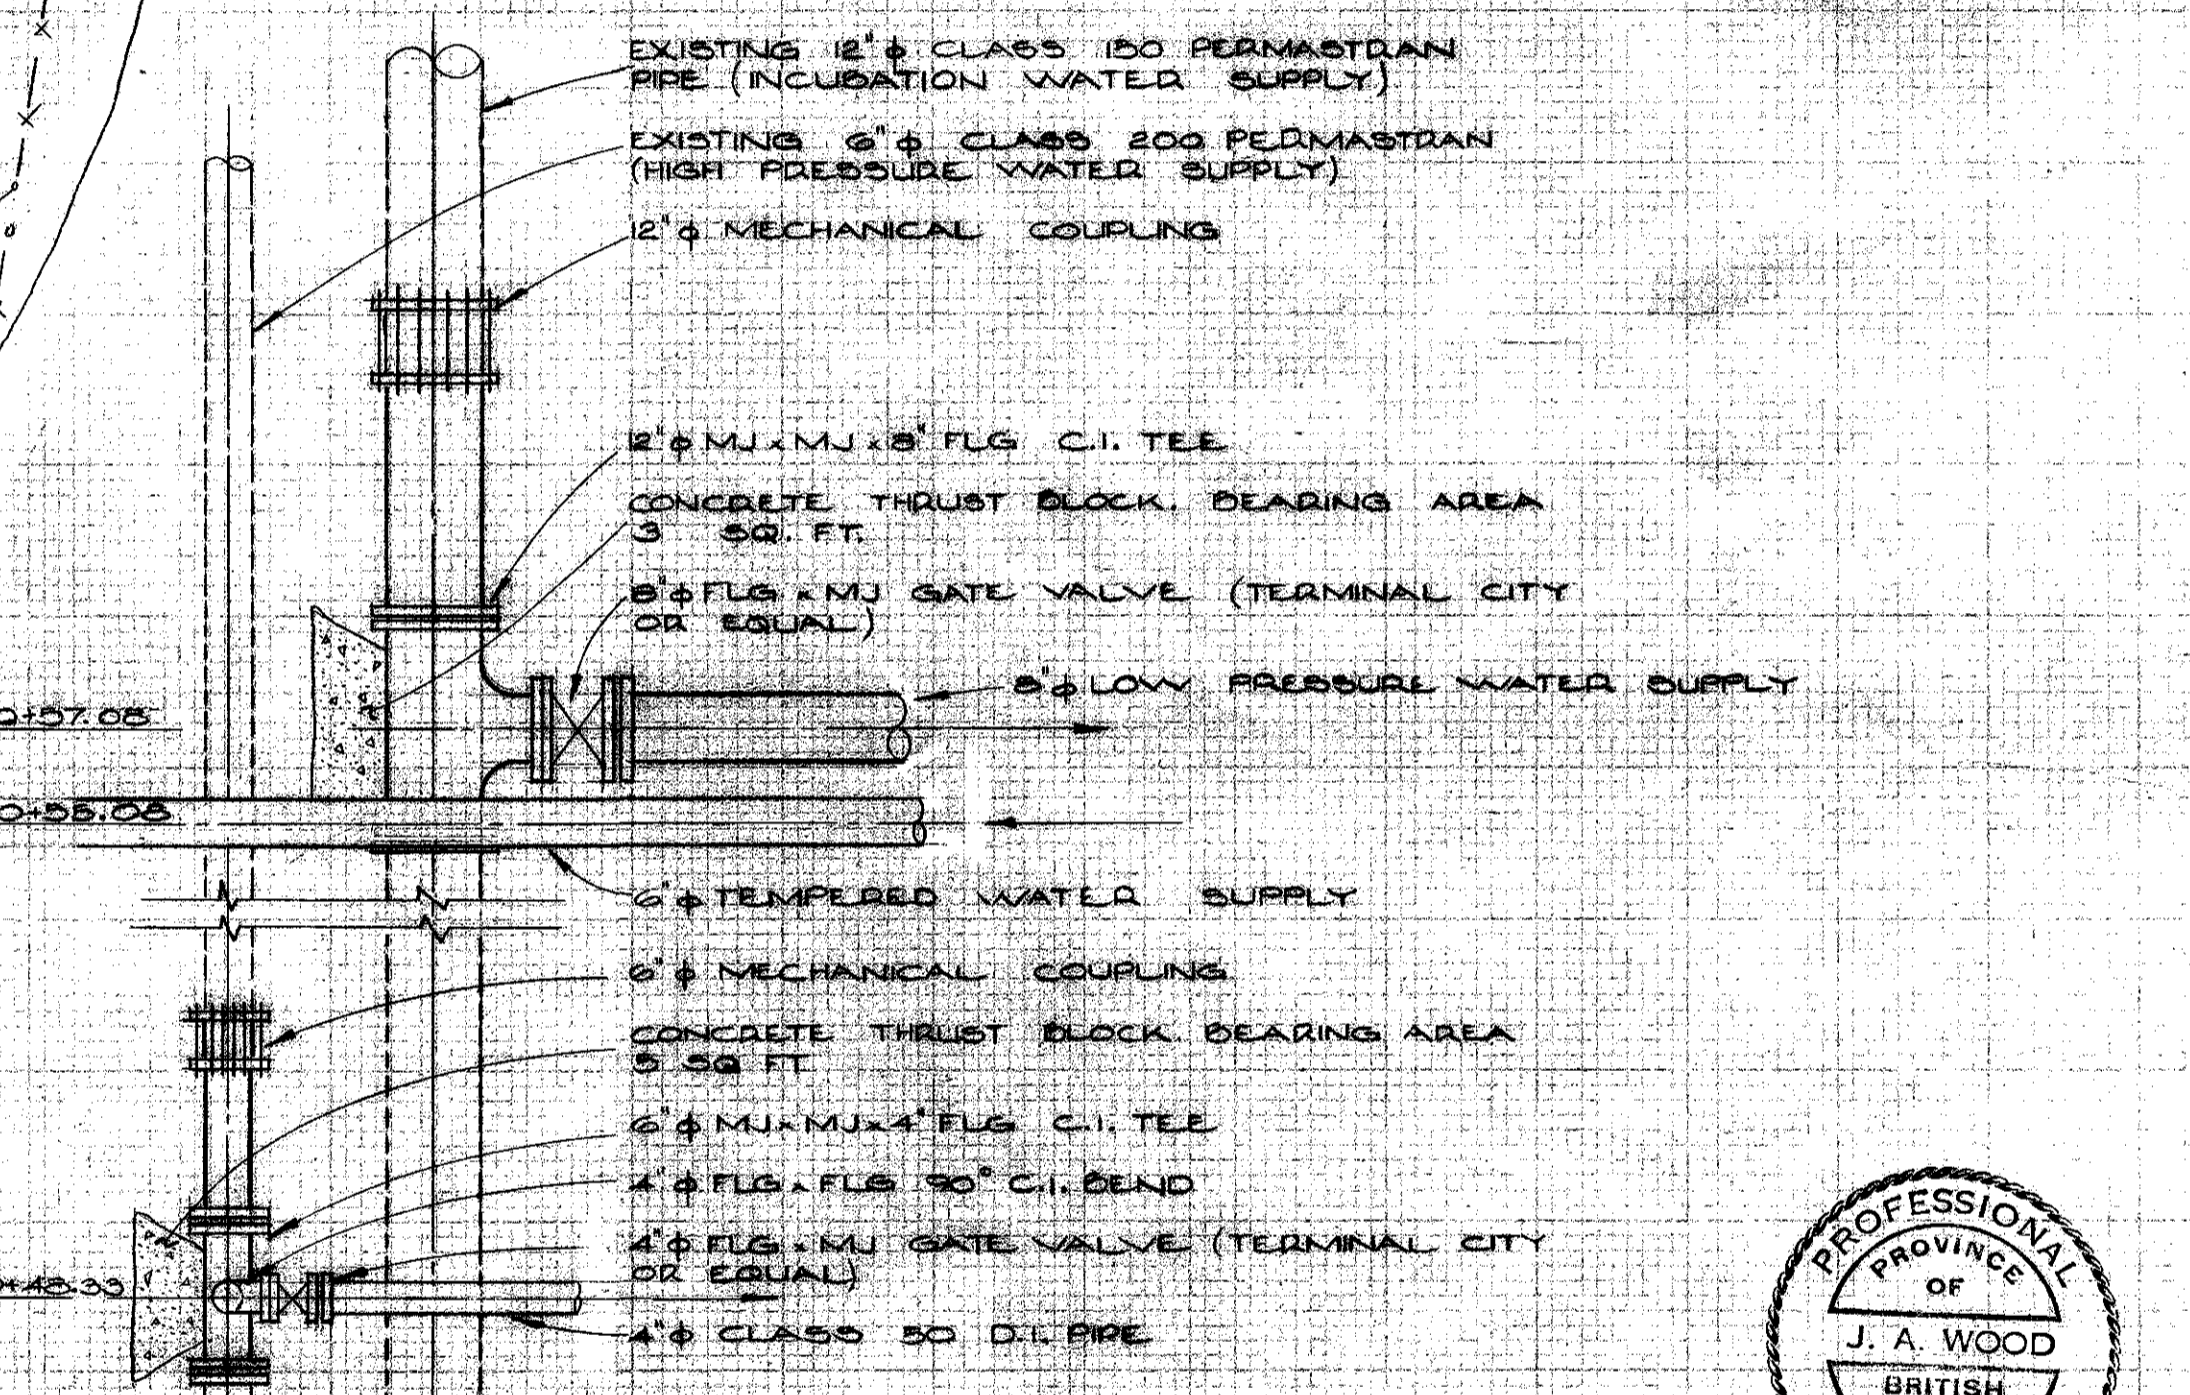 EXISTING 12"ϕ CLASS 150 PERMASTRAN
PIPE (INCUBATION WATER SUPPLY)
EXISTING 6"ϕ CLASS 200 PERMASTRAN
(HIGH PRESSURE WATER SUPPLY)
12"ϕ MECHANICAL COUPLING
12"ϕ MJ x MJ x 8" FLG C.I. TEE
CONCRETE THRUST BLOCK. BEARING AREA
3 SQ. FT.
8"ϕ FLG x MJ GATE VALVE (TERMINAL CITY
OR EQUAL)
8"ϕ LOW PRESSURE WATER SUPPLY
0+57.08
0+55.08
6"ϕ TEMPERED WATER SUPPLY
6"ϕ MECHANICAL COUPLING
CONCRETE THRUST BLOCK. BEARING AREA
SQ FT
6"ϕ MJ x MJ x 4" FLG C.I. TEE
4"ϕ FLG x FLG 90° C.I. BEND
4"ϕ FLG x MJ GATE VALVE (TERMINAL CITY
OR EQUAL)
+48.33
4"ϕ CLASS 50 D.I. PIPE
PROFESSIONAL
PROVINCE
OF
J. A. WOOD
BRITISH